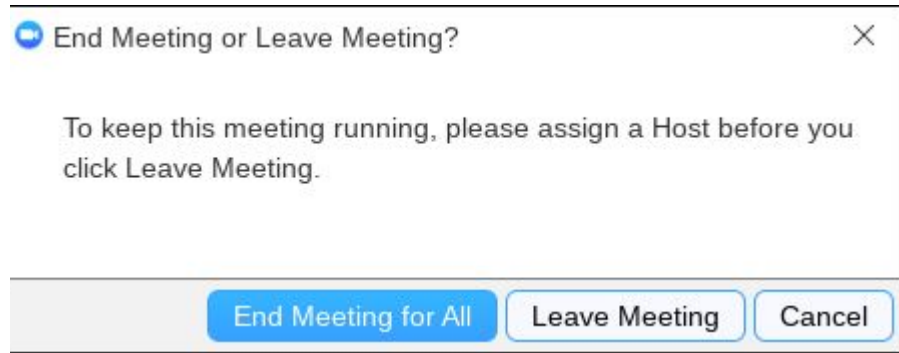 End Meeting or Leave Meeting?
To keep this meeting running, please assign a Host before you
click Leave Meeting.
End Meeting for All Leave Meeting Cancel